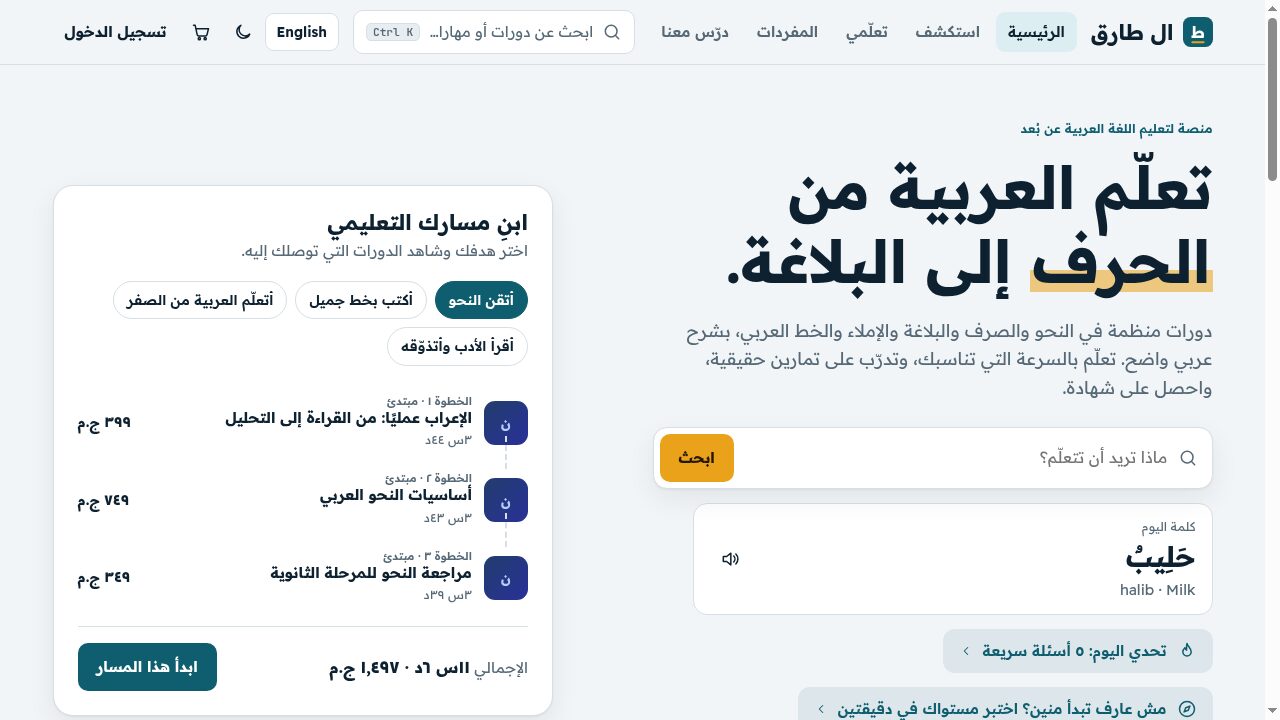 ط
ال طارق
الرئيسية
استكشف
تعلّمي
المفردات
درّس معنا
ابحث عن دورات أو مهارا...
Ctrl K
English
تسجيل الدخول
منصة لتعليم اللغة العربية عن بُعد
تعلّم العربية من
الحرف إلى البلاغة.
دورات منظمة في النحو والصرف والبلاغة والإملاء والخط العربي، بشرح
عربي واضح. تعلّم بالسرعة التي تناسبك، وتدرّب على تمارين حقيقية،
واحصل على شهادة.
ماذا تريد أن تتعلّم؟
ابحث
كلمة اليوم
حَلِيبُ
halib · Milk
تحدي اليوم: ٥ أسئلة سريعة
مش عارف تبدأ منين؟ اختبر مستواك في دقيقتين
ابنِ مسارك التعليمي
اختر هدفك وشاهد الدورات التي توصلك إليه.
أتقن النحو
أكتب بخط جميل
أتعلّم العربية من الصفر
أقرأ الأدب وأتذوّقه
الخطوة ١ · مبتدئ
ن
الإعراب عمليًا: من القراءة إلى التحليل
٣٩٩ ج.م
٣س ٤٤د
الخطوة ٢ · مبتدئ
ن
أساسيات النحو العربي
٧٤٩ ج.م
٣س ٤٣د
الخطوة ٣ · مبتدئ
ن
مراجعة النحو للمرحلة الثانوية
٣٤٩ ج.م
٣س ٣٩د
الإجمالي ١١س ٦د · ١٬٤٩٧ ج.م
ابدأ هذا المسار